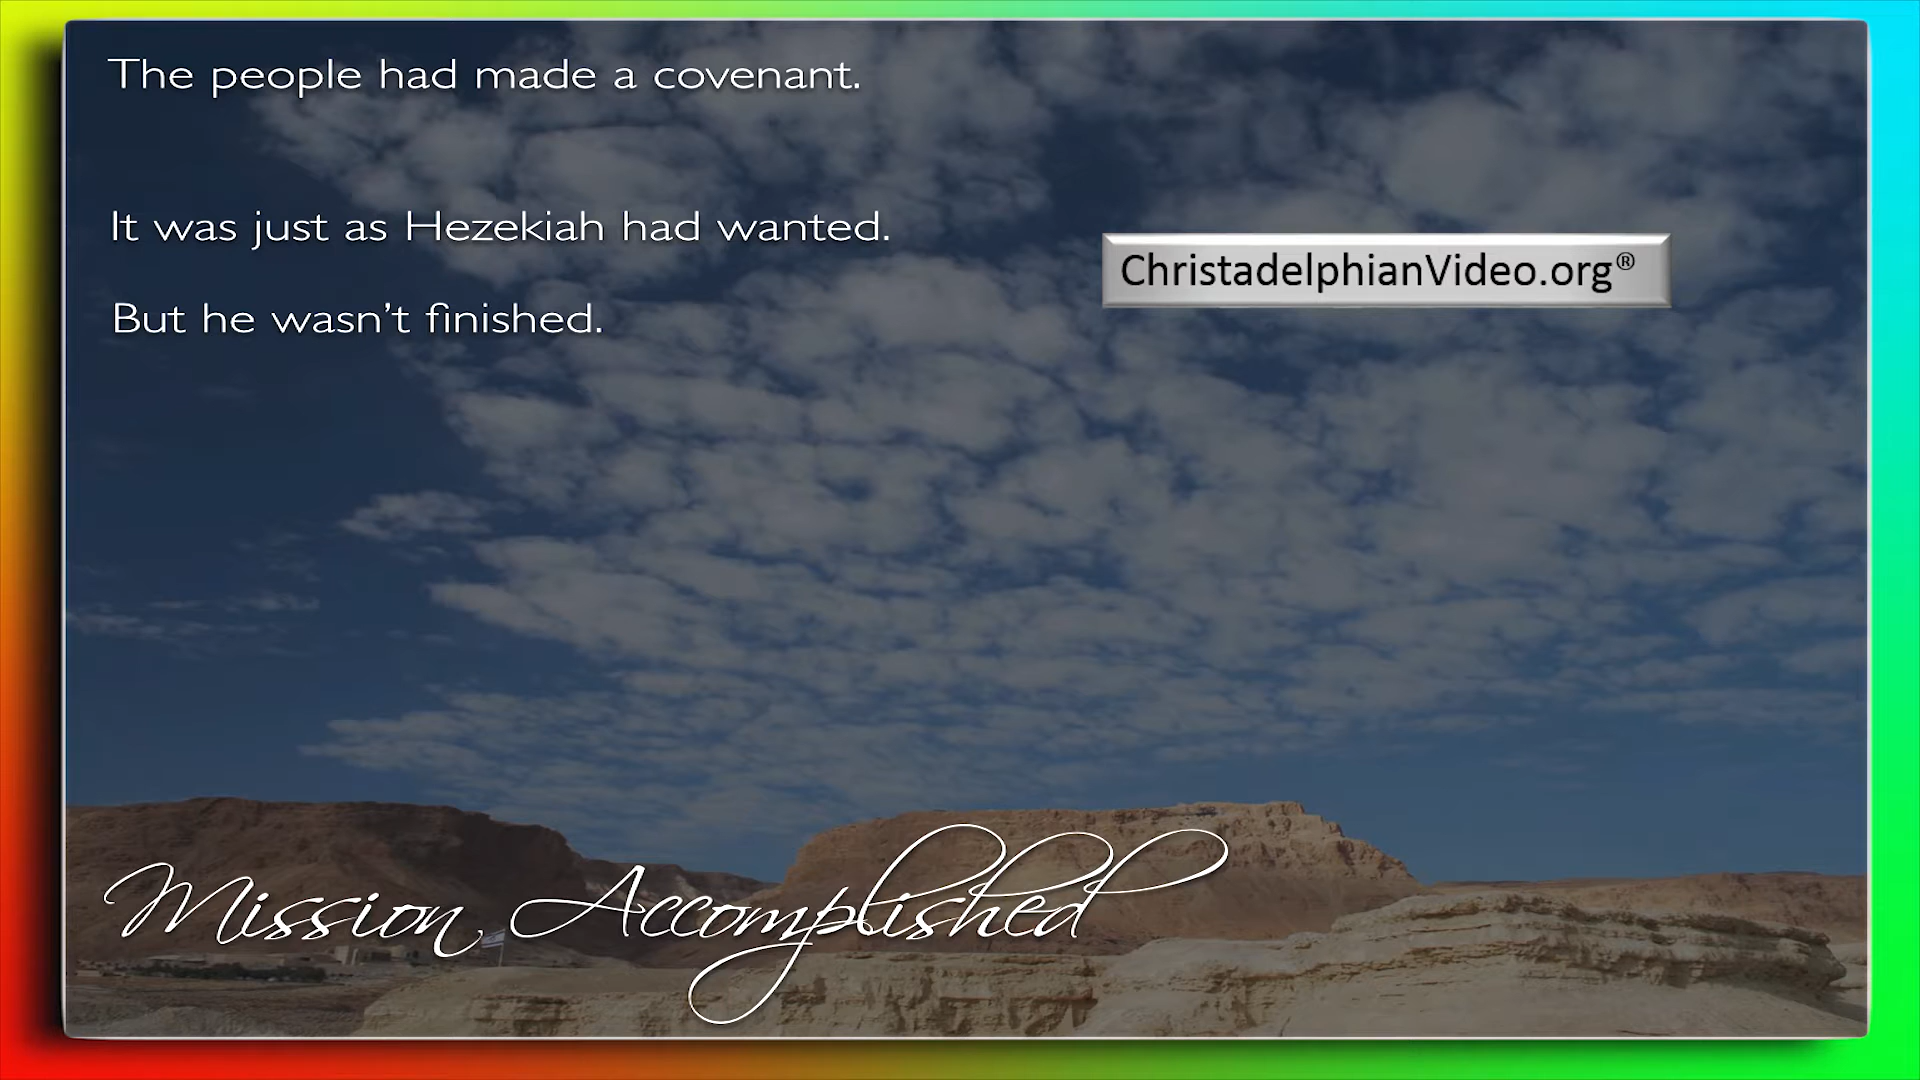 The people had made a covenant.
It was just as Hezekiah had wanted.
ChristadelphianVideo.org®
But he wasn't finished.
Mission Accomplished